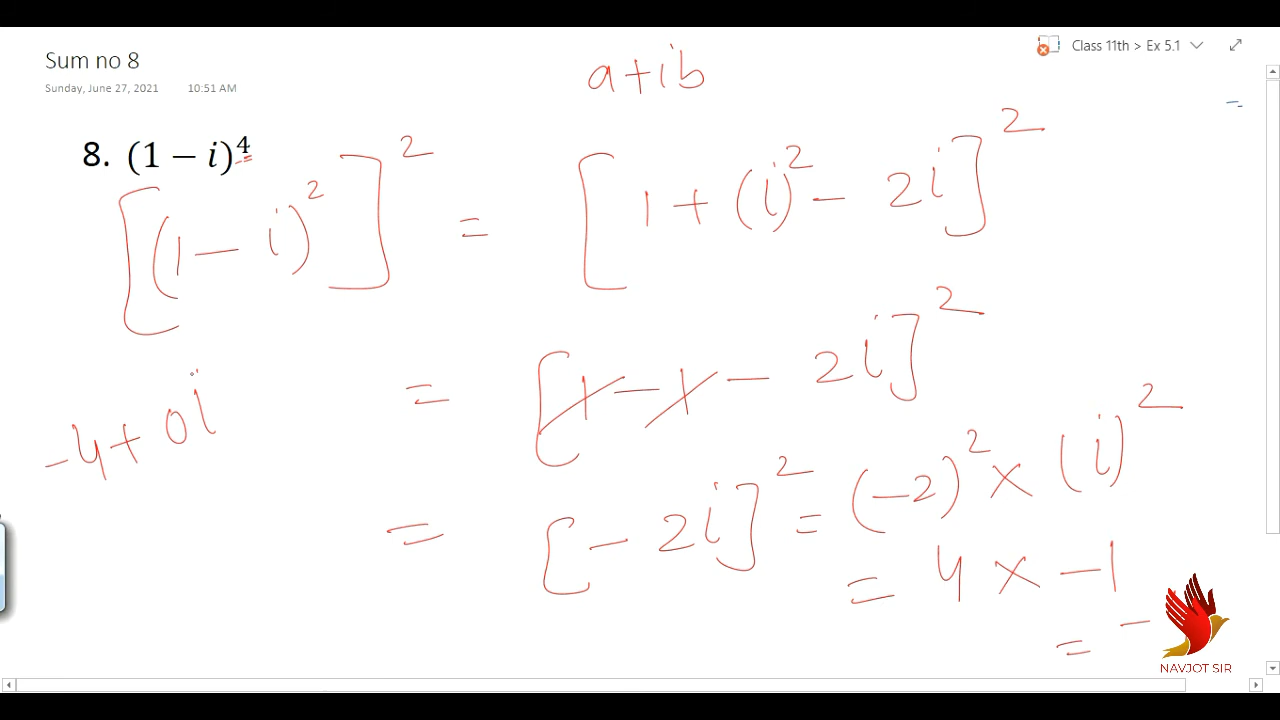 Sum no 8
Class 11th > Ex 5.1
Sunday, June 27, 2021 10:51 AM
a+ib
8. (1 − i)⁴
[(1 − i)²]² = [1 + (i)² − 2i]²
= [1 − 1 − 2i]²
-4 + 0i
= [− 2i]² = (−2)² × (i)²
= 4 × −1
= −
NAVJOT SIR